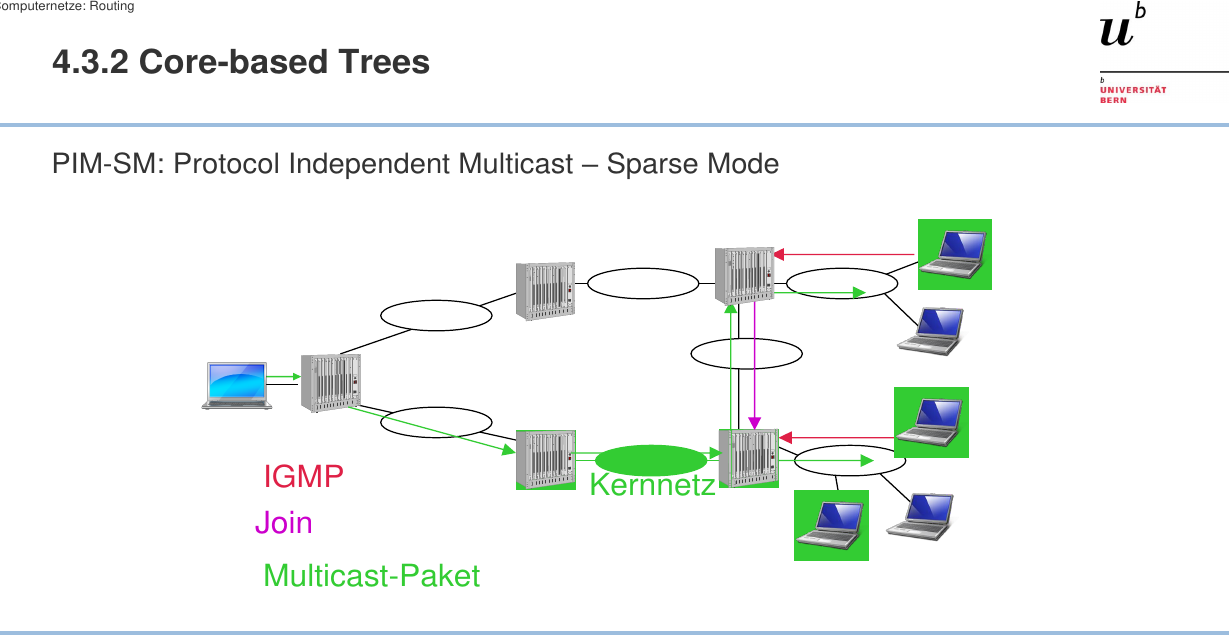 omputernetze: Routing
4.3.2 Core-based Trees
u b
b
UNIVERSITÄT
BERN
PIM-SM: Protocol Independent Multicast – Sparse Mode
IGMP
Kernnetz
Join
Multicast-Paket